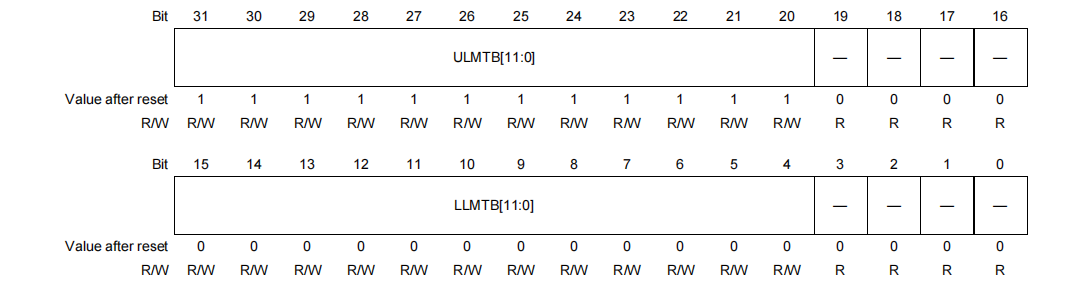 Bit 31 30 29 28 27 26 25 24 23 22 21 20 19 18 17 16
ULMTB[11:0] — — — —
Value after reset 1 1 1 1 1 1 1 1 1 1 1 1 0 0 0 0
R/W R/W R/W R/W R/W R/W R/W R/W R/W R/W R/W R/W R/W R R R R
Bit 15 14 13 12 11 10 9 8 7 6 5 4 3 2 1 0
LLMTB[11:0] — — — —
Value after reset 0 0 0 0 0 0 0 0 0 0 0 0 0 0 0 0
R/W R/W R/W R/W R/W R/W R/W R/W R/W R/W R/W R/W R/W R R R R